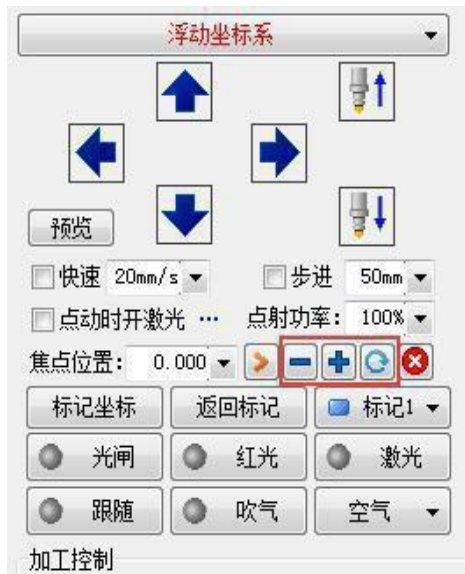 浮动坐标系
预览
快速 20mm/s 步进 50mm
点动时开激光 ··· 点射功率： 100%
焦点位置： 0.000
标记坐标 返回标记 标记1
光闸 红光 激光
跟随 吹气 空气
加工控制